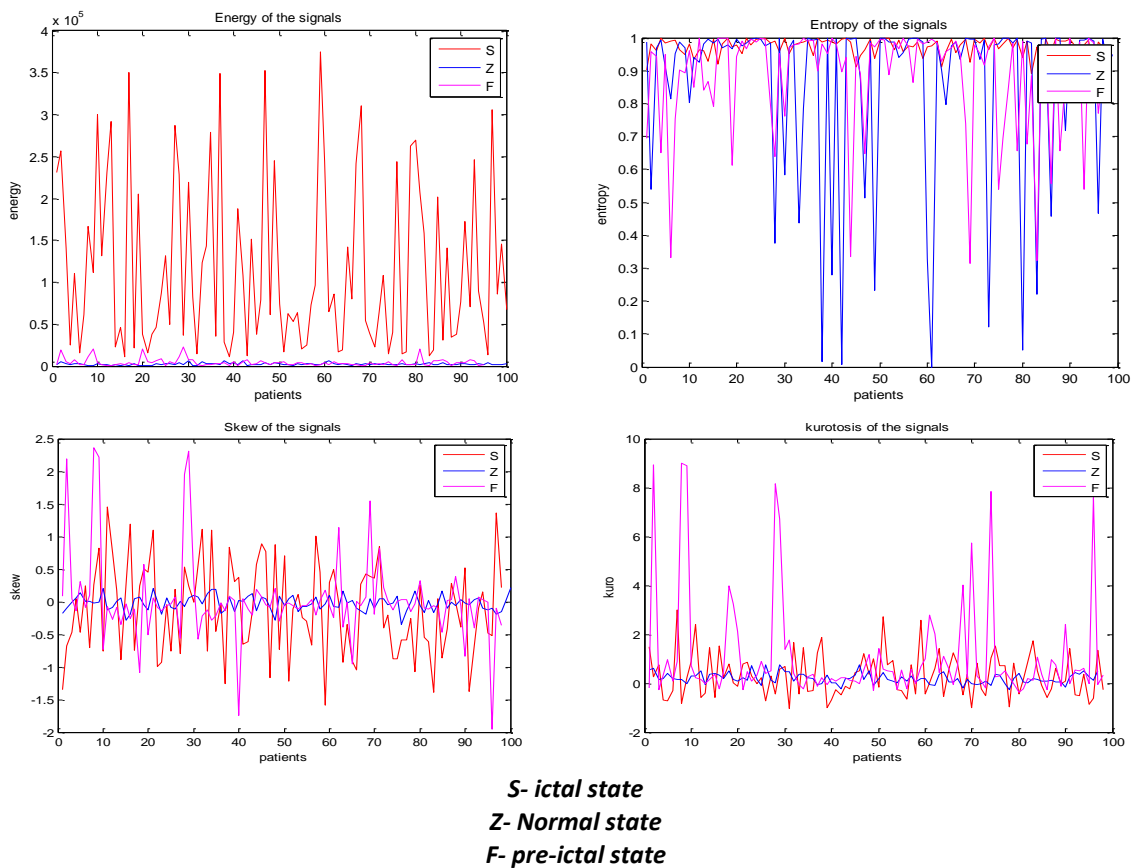 Energy of the signals
x 10⁵
4
3.5
3
2.5
2
1.5
1
0.5
0
energy
0 10 20 30 40 50 60 70 80 90 100
patients
S
Z
F
Entropy of the signals
1
0.9
0.8
0.7
0.6
0.5
0.4
0.3
0.2
0.1
0
entropy
0 10 20 30 40 50 60 70 80 90 100
patients
S
Z
F
Skew of the signals
2.5
2
1.5
1
0.5
0
-0.5
-1
-1.5
-2
skew
0 10 20 30 40 50 60 70 80 90 100
patients
S
Z
F
kurotosis of the signals
10
8
6
4
2
0
-2
kuro
0 10 20 30 40 50 60 70 80 90 100
patients
S
Z
F
S- ictal state
Z- Normal state
F- pre-ictal state